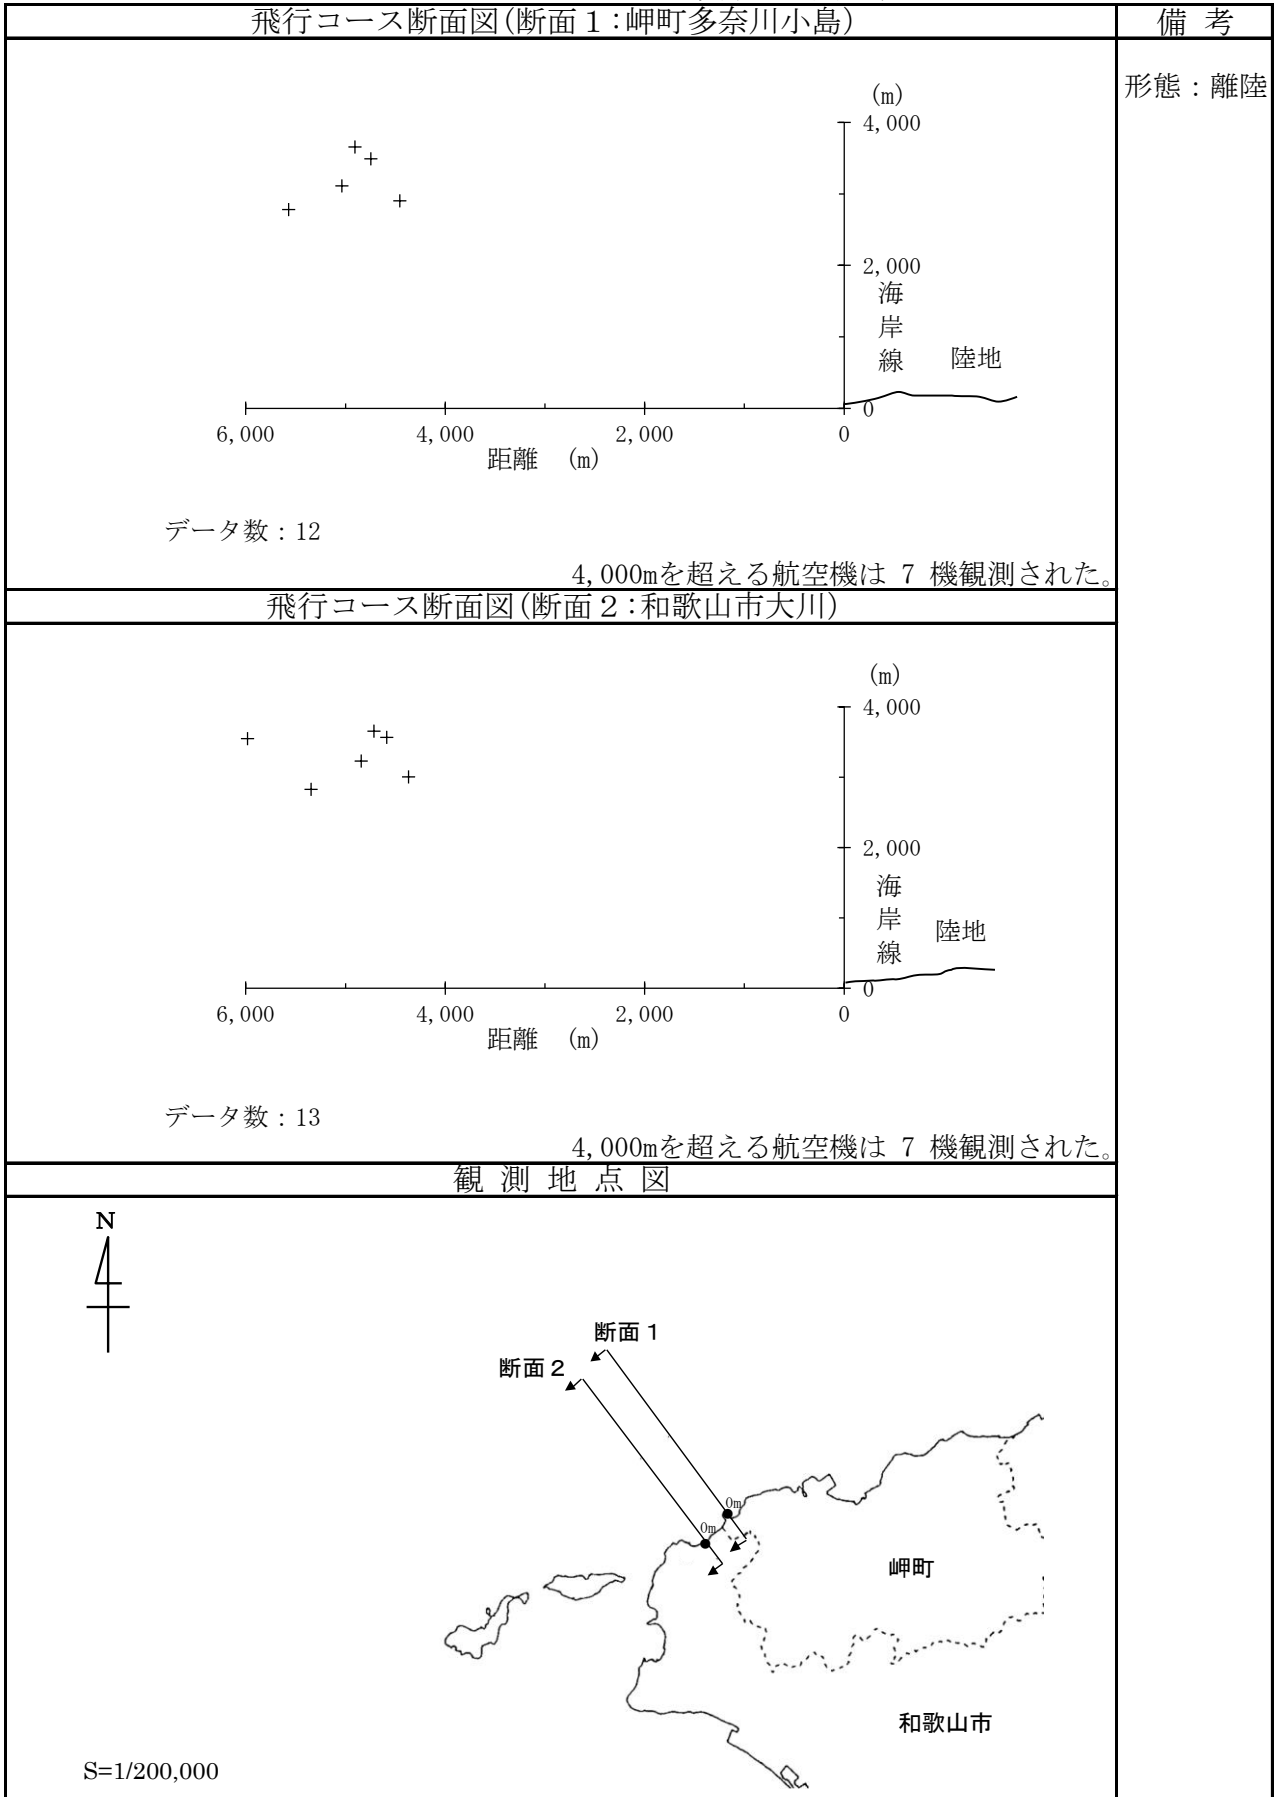 飛行コース断面図(断面１:岬町多奈川小島)
備 考
形態：離陸
(m)
4,000
2,000
海
岸
線
陸地
0
6,000 4,000 2,000 0
距離 (m)
データ数：12
4,000mを超える航空機は 7 機観測された。
飛行コース断面図(断面２:和歌山市大川)
(m)
4,000
2,000
海
岸
線
陸地
0
6,000 4,000 2,000 0
距離 (m)
データ数：13
4,000mを超える航空機は 7 機観測された。
観 測 地 点 図
N
断面１
断面２
0m
0m
岬町
和歌山市
S=1/200,000